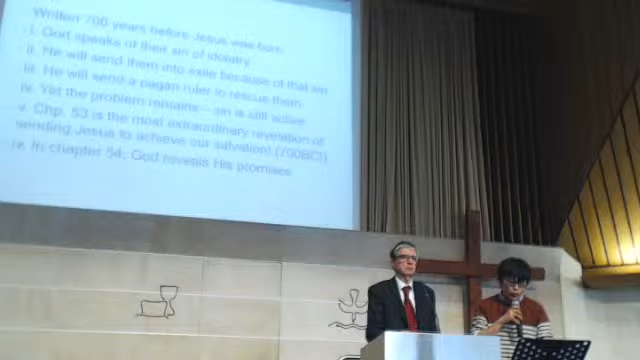 Written 700 years before Jesus was born
i. God speaks of their sin of idolatry
ii. He will send them into exile because of that sin
iii. He will send a pagan ruler to rescue them
iv. Yet the problem remains – sin is still active
v. Chp. 53 is the most extraordinary revelation of
sending Jesus to achieve our salvation! (700BC!)
iv. In chapter 54, God reveals His promises